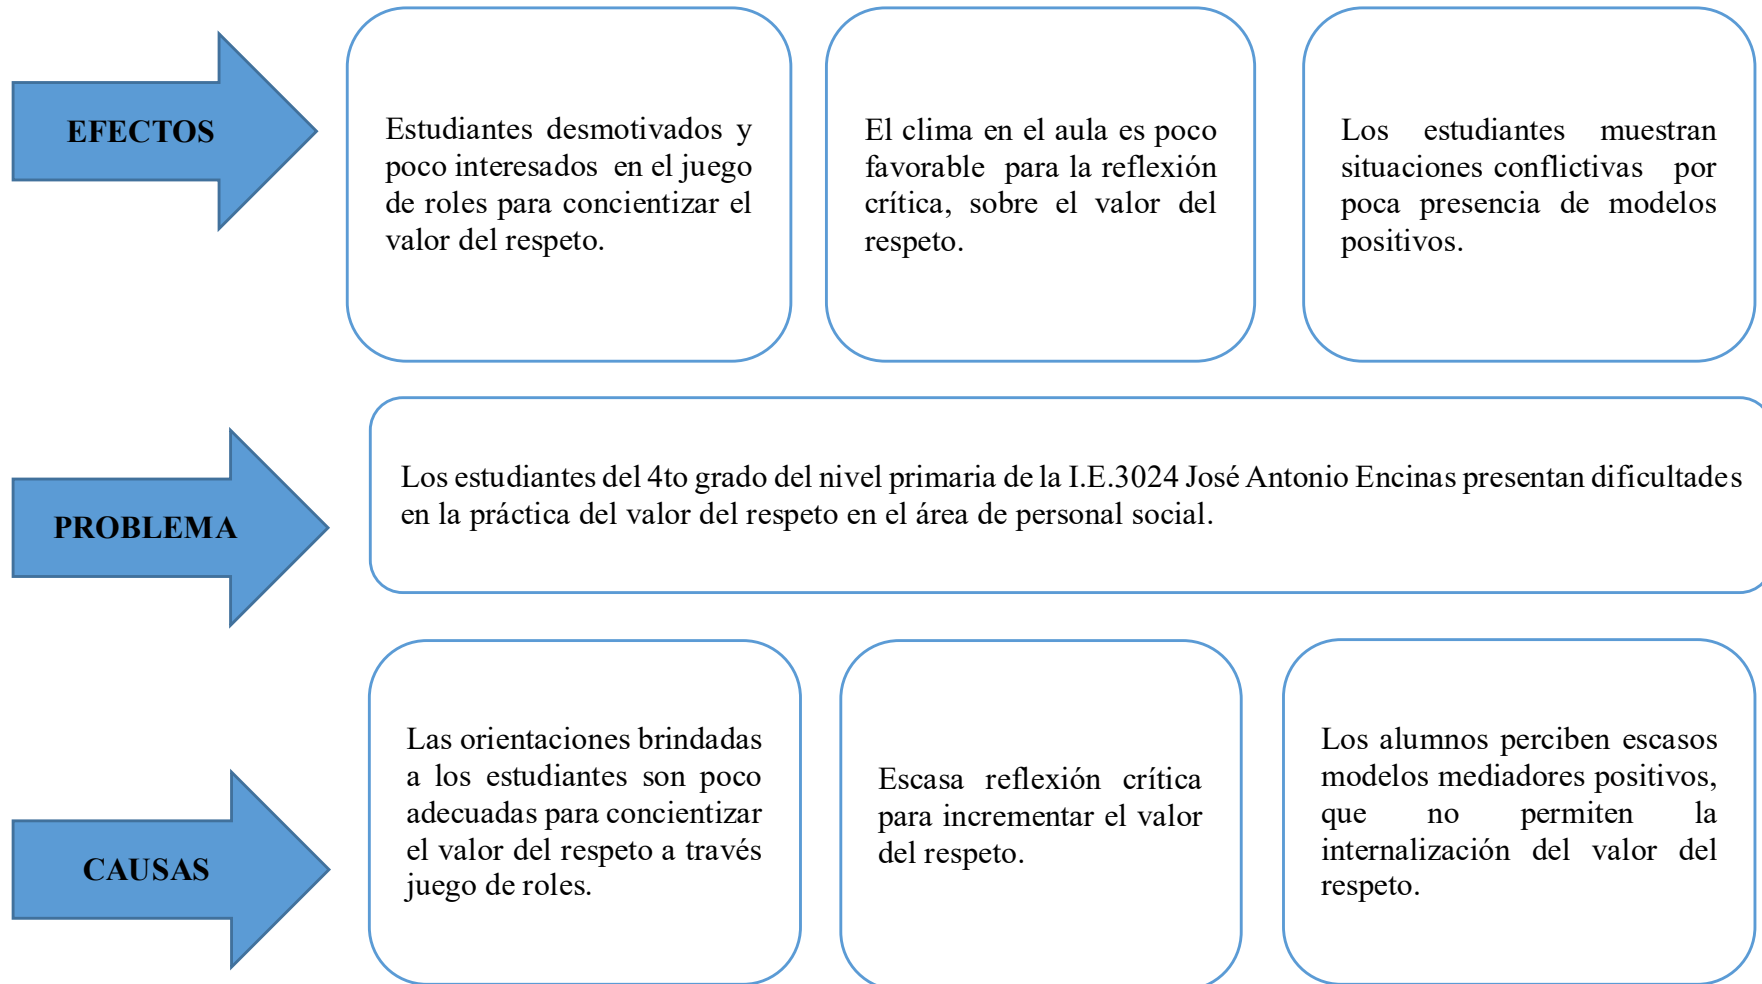 EFECTOS
Estudiantes desmotivados y
poco interesados en el juego
de roles para concientizar el
valor del respeto.
El clima en el aula es poco
favorable para la reflexión
crítica, sobre el valor del
respeto.
Los estudiantes muestran
situaciones conflictivas por
poca presencia de modelos
positivos.
PROBLEMA
Los estudiantes del 4to grado del nivel primaria de la I.E.3024 José Antonio Encinas presentan dificultades
en la práctica del valor del respeto en el área de personal social.
CAUSAS
Las orientaciones brindadas
a los estudiantes son poco
adecuadas para concientizar
el valor del respeto a través
juego de roles.
Escasa reflexión crítica
para incrementar el valor
del respeto.
Los alumnos perciben escasos
modelos mediadores positivos,
que no permiten la
internalización del valor del
respeto.